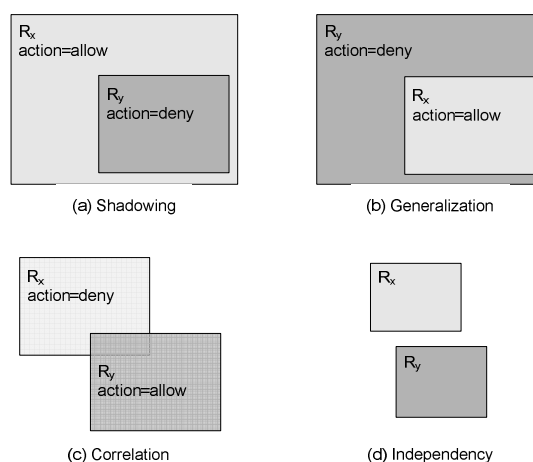 Rx
action=allow
Ry
action=deny
(a) Shadowing
Ry
action=deny
Rx
action=allow
(b) Generalization
Rx
action=deny
Ry
action=allow
(c) Correlation
Rx
Ry
(d) Independency